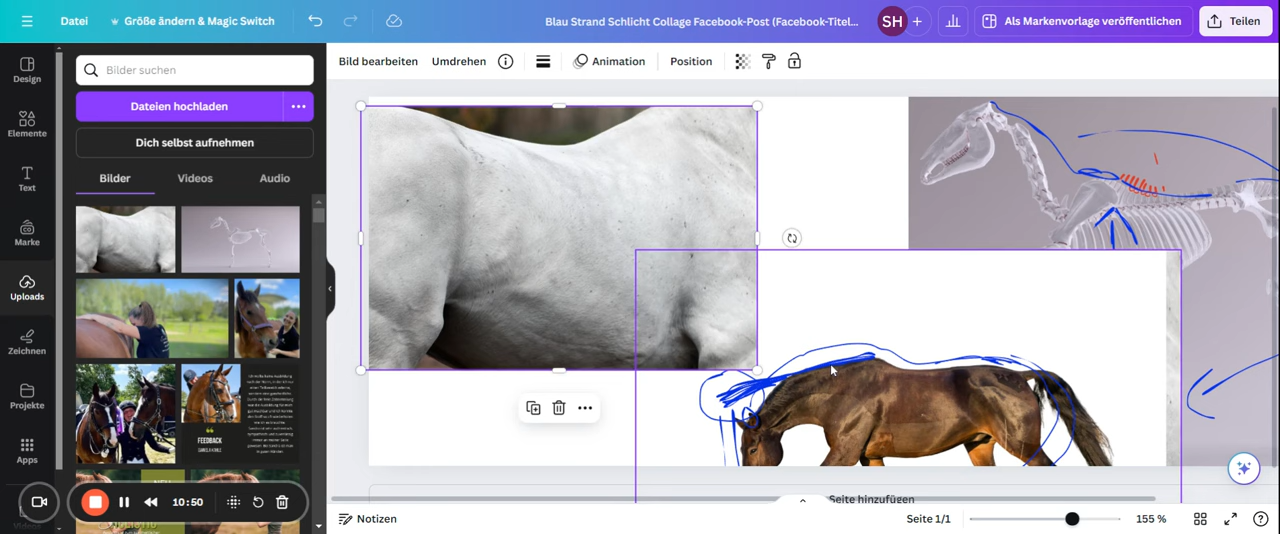 Datei
Größe ändern & Magic Switch
Blau Strand Schlicht Collage Facebook-Post (Facebook-Titel...
SH
Als Markenvorlage veröffentlichen
Teilen
Design
Elemente
Text
Marke
Uploads
Zeichnen
Projekte
Apps
Bilder suchen
Dateien hochladen
Dich selbst aufnehmen
Bilder
Videos
Audio
FEEDBACK
10:50
Bild bearbeiten
Umdrehen
Animation
Position
Seite hinzufügen
Notizen
Seite 1/1
155 %